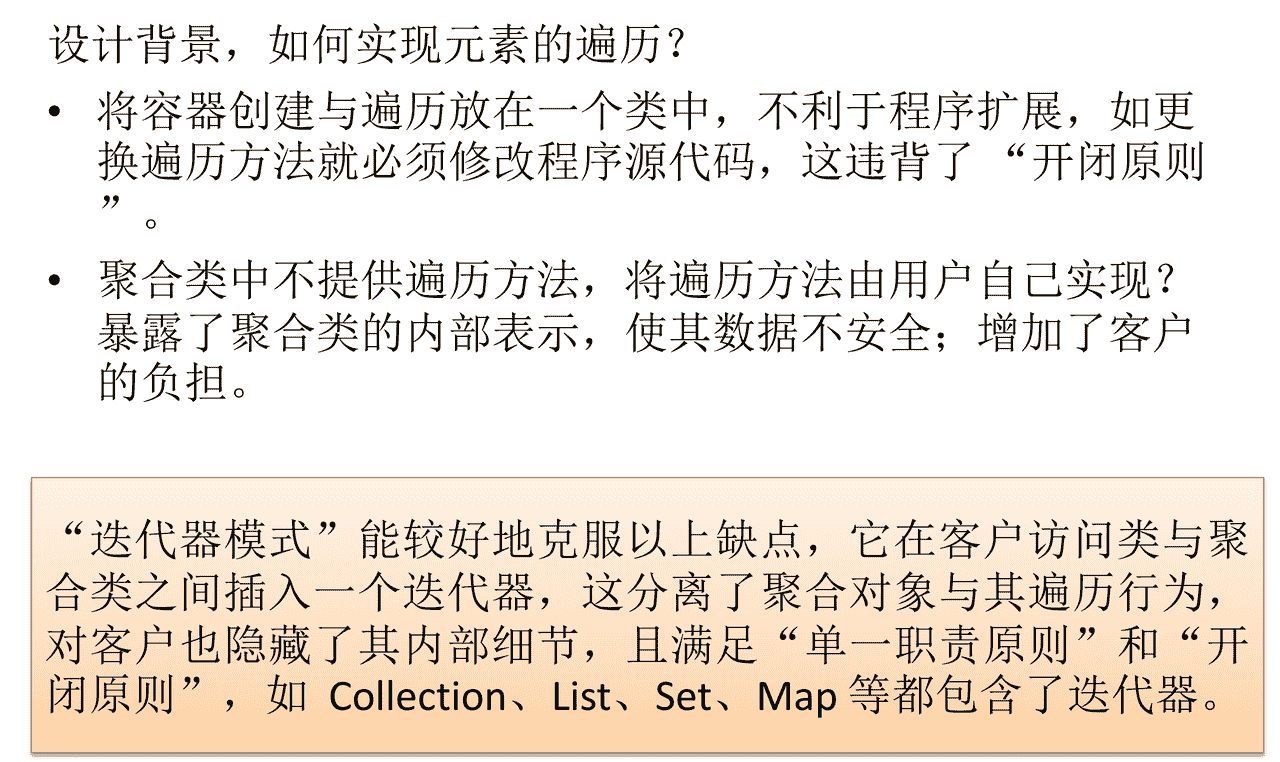 设计背景，如何实现元素的遍历？
• 将容器创建与遍历放在一个类中，不利于程序扩展，如更
换遍历方法就必须修改程序源代码，这违背了 “开闭原则
”。
• 聚合类中不提供遍历方法，将遍历方法由用户自己实现？
暴露了聚合类的内部表示，使其数据不安全；增加了客户
的负担。
“迭代器模式”能较好地克服以上缺点，它在客户访问类与聚
合类之间插入一个迭代器，这分离了聚合对象与其遍历行为，
对客户也隐藏了其内部细节，且满足“单一职责原则”和“开
闭原则”，如 Collection、List、Set、Map 等都包含了迭代器。